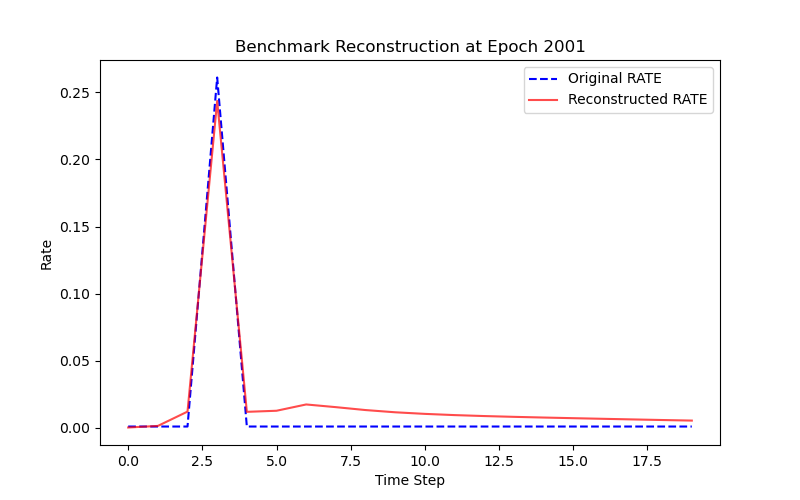 Benchmark Reconstruction at Epoch 2001
Original RATE
Reconstructed RATE
Rate
0.25
0.20
0.15
0.10
0.05
0.00
0.0 2.5 5.0 7.5 10.0 12.5 15.0 17.5
Time Step